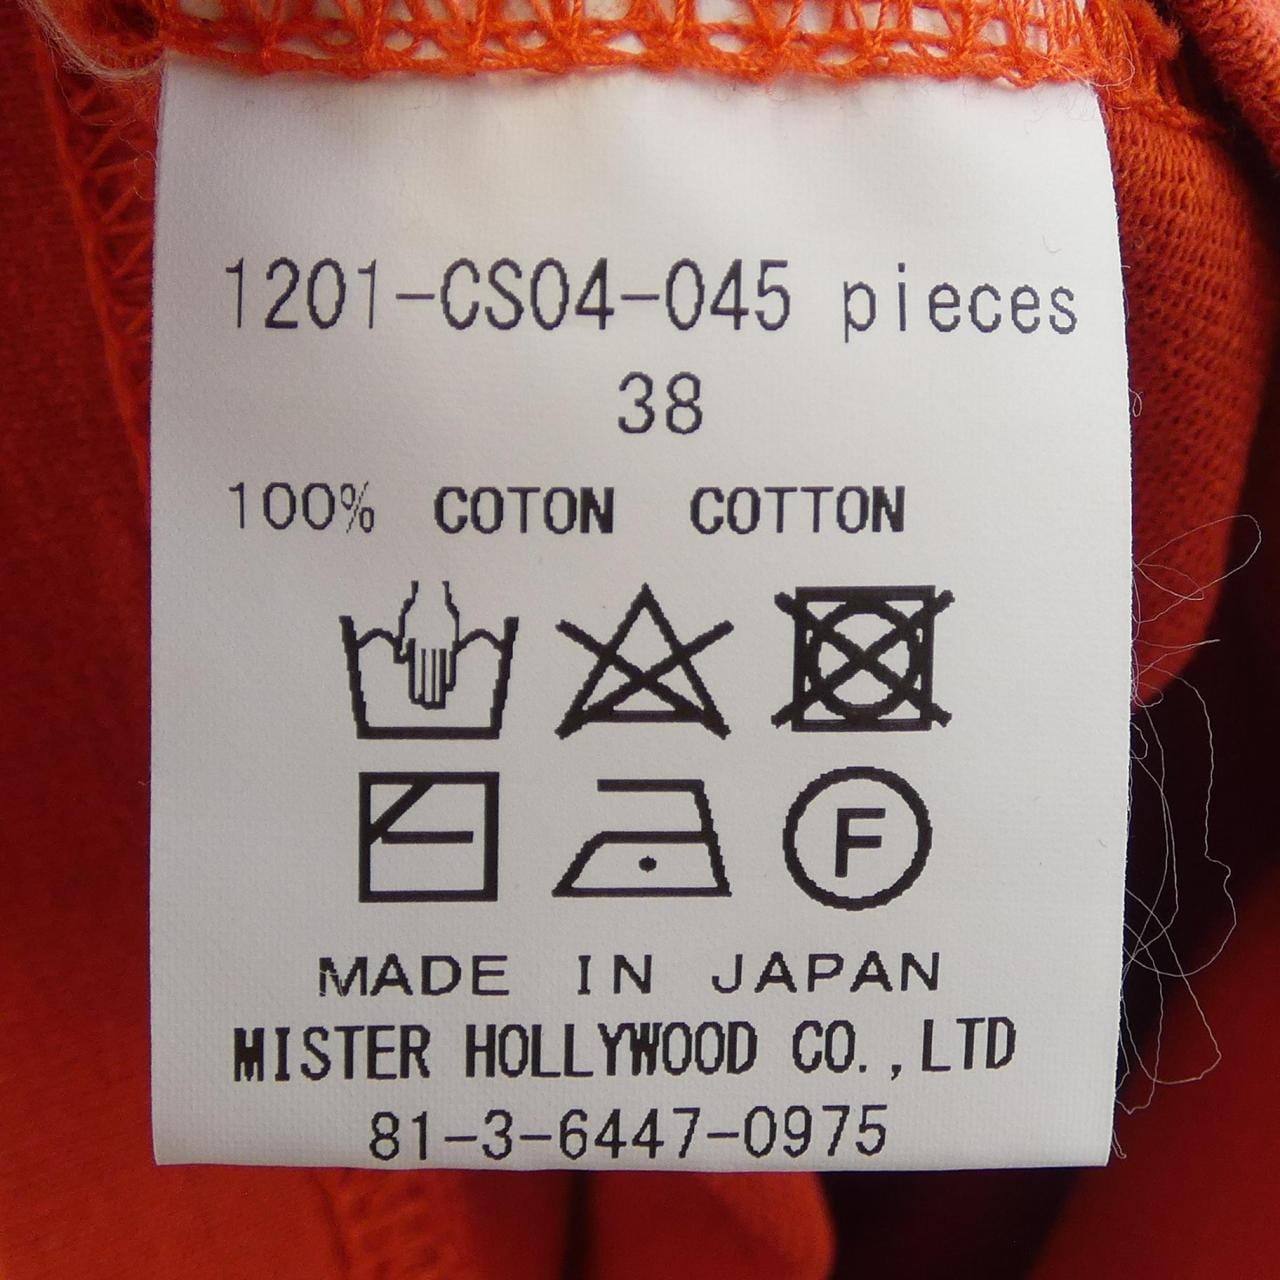 1201-CS04-045 pieces
38
100% COTON COTTON
F
MADE IN JAPAN
MISTER HOLLYWOOD CO.,LTD
81-3-6447-0975